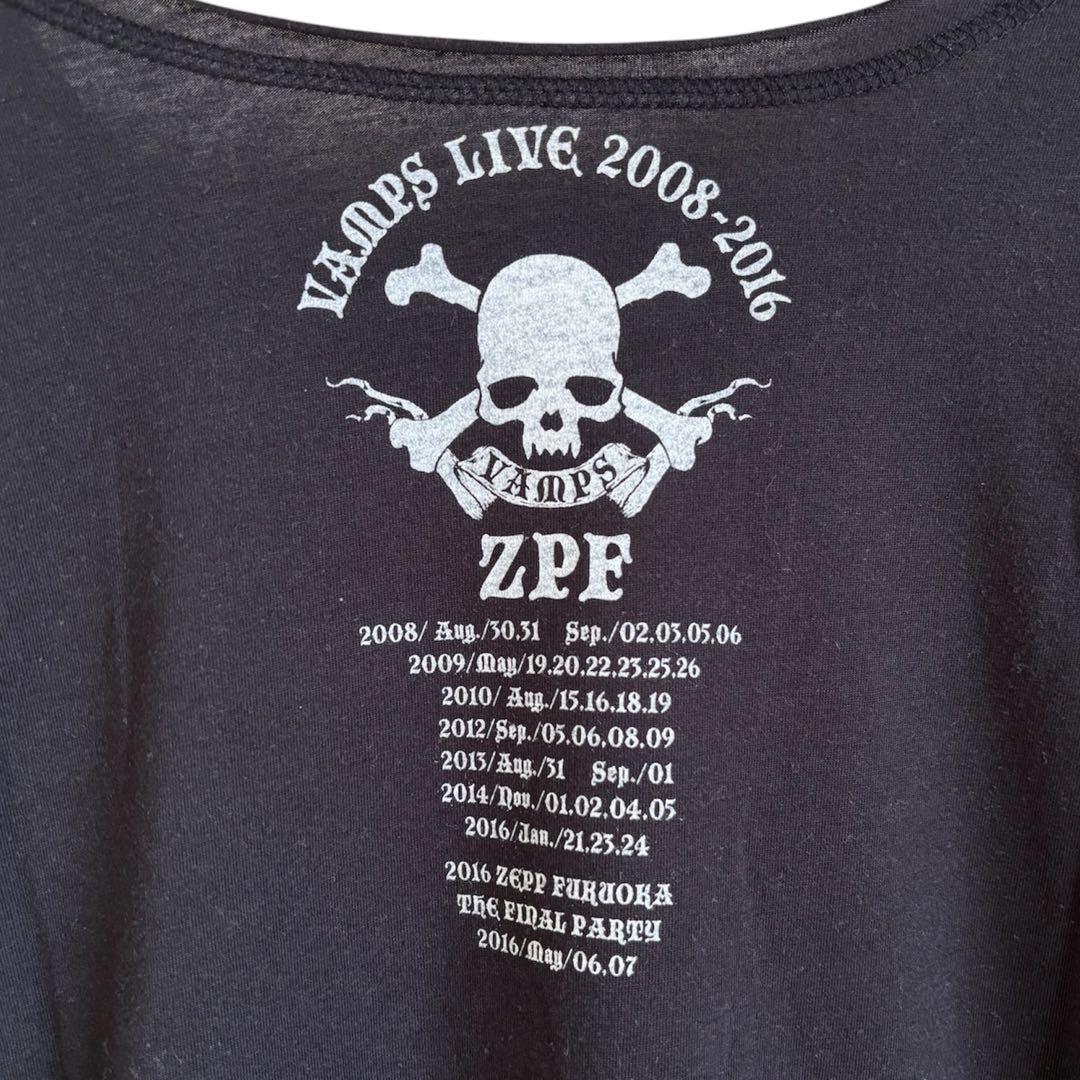 VAMPS LIVE 2008-2016
VAMPS
ZPF
2008/ Aug./30.31 Sep./02.03.05.06
2009/May/19.20.22.23.25.26
2010/ Aug./15.16.18.19
2012/Sep./05.06.08.09
2013/Aug./31 Sep./01
2014/Nov./01.02.04.05
2016/Jan./21.23.24
2016 ZEPP FUKUOKA
THE FINAL PARTY
2016/May/06.07